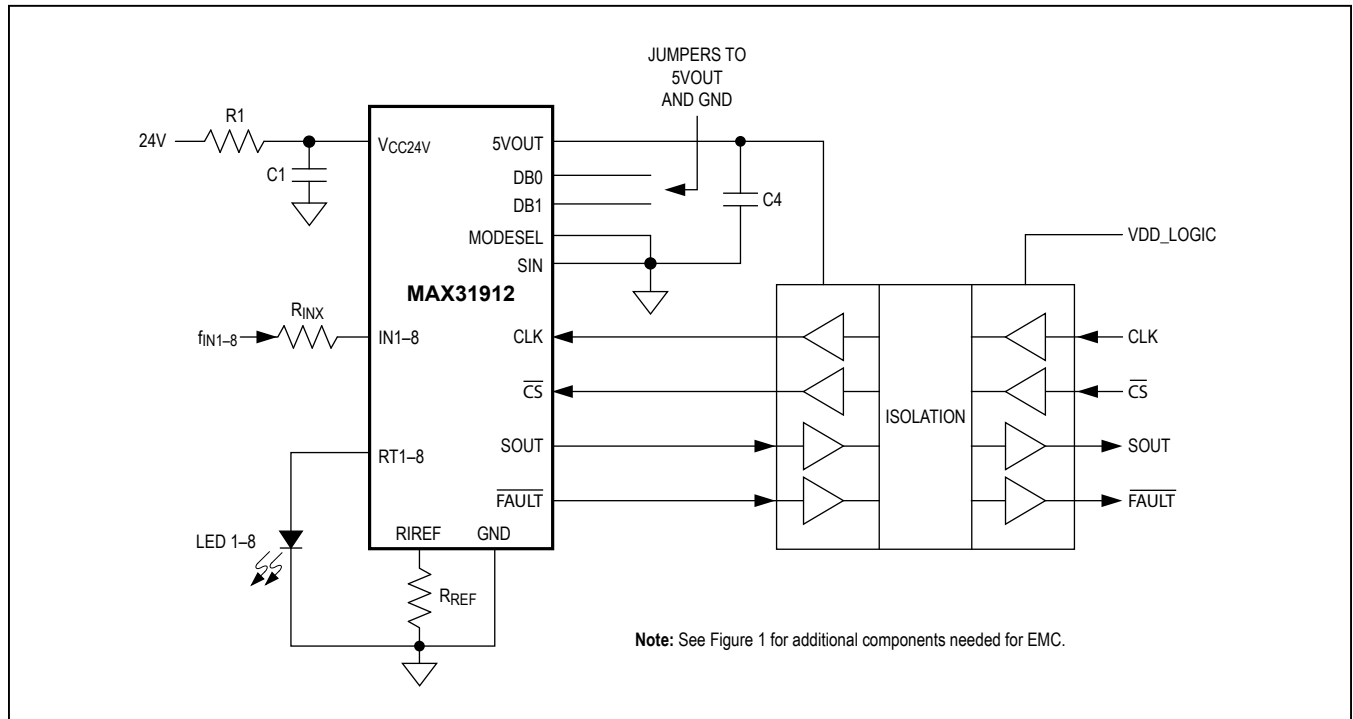 JUMPERS TO
5VOUT
AND GND
R1
24V
VCC24V
5VOUT
C1
DB0
DB1
C4
MODESEL
SIN
VDD_LOGIC
MAX31912
RINX
fIN1–8
IN1–8
CLK
CLK
CS
CS
ISOLATION
RT1–8
SOUT
SOUT
FAULT
FAULT
LED 1–8
RIREF
GND
RREF
Note: See Figure 1 for additional components needed for EMC.